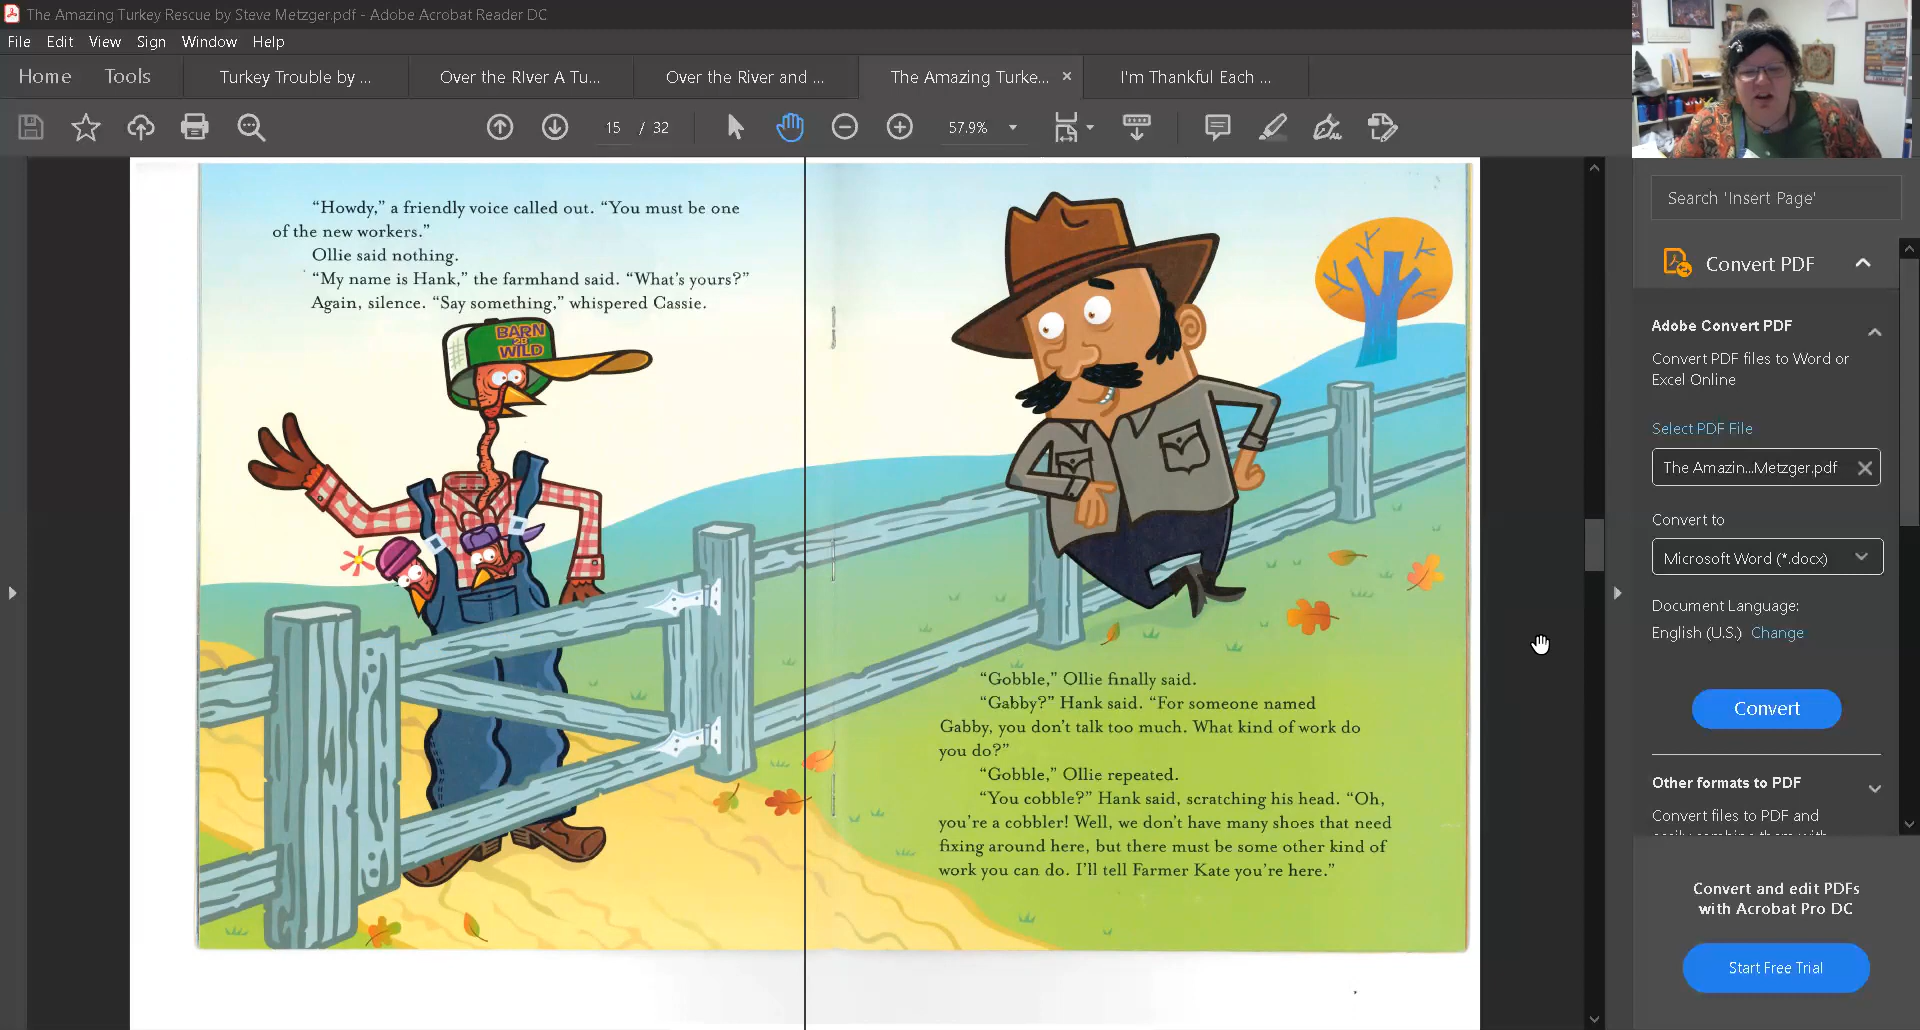 The Amazing Turkey Rescue by Steve Metzger.pdf - Adobe Acrobat Reader DC
File Edit View Sign Window Help
Home Tools Turkey Trouble by ... Over the RIver A Tu... Over the River and ... The Amazing Turke... × I'm Thankful Each ...
15 / 32 57.9%
“Howdy,” a friendly voice called out. “You must be one
of the new workers.”
Ollie said nothing.
“My name is Hank,” the farmhand said. “What’s yours?”
Again, silence. “Say something,” whispered Cassie.
BARN
2B
WILD
“Gobble,” Ollie finally said.
“Gabby?” Hank said. “For someone named
Gabby, you don’t talk too much. What kind of work do
you do?”
“Gobble,” Ollie repeated.
“You cobble?” Hank said, scratching his head. “Oh,
you’re a cobbler! Well, we don’t have many shoes that need
fixing around here, but there must be some other kind of
work you can do. I’ll tell Farmer Kate you’re here.”
Search 'Insert Page'
Convert PDF
Adobe Convert PDF
Convert PDF files to Word or
Excel Online
Select PDF File
The Amazin...Metzger.pdf
Convert to
Microsoft Word (*.docx)
Document Language:
English (U.S.) Change
Convert
Other formats to PDF
Convert files to PDF and
Convert and edit PDFs
with Acrobat Pro DC
Start Free Trial